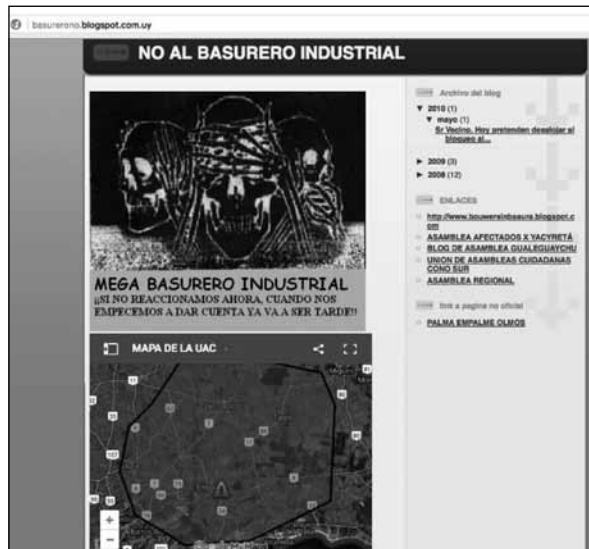 basurerono.blogspot.com.uy
NO AL BASURERO INDUSTRIAL
MEGA BASURERO INDUSTRIAL
¡¡SI NO REACCIONAMOS AHORA, CUANDO NOS
EMPECEMOS A DAR CUENTA YA VA A SER TARDE!!
MAPA DE LA UAC
+
−
Archivo del blog
▼ 2010 (1)
▼ mayo (1)
Sr Vecino. Hoy pretenden desalojar el
bloqueo al...
► 2009 (3)
► 2008 (12)
ENLACES
http://www.bouwersinbasura.blogspot.c
om
ASAMBLEA AFECTADOS X YACYRETÁ
BLOG DE ASAMBLEA GUALEGUAYCHU
UNION DE ASAMBLEAS CUIDADANAS
CONO SUR
ASAMBLEA REGIONAL
link a pagina no oficial
PALMA EMPALME OLMOS